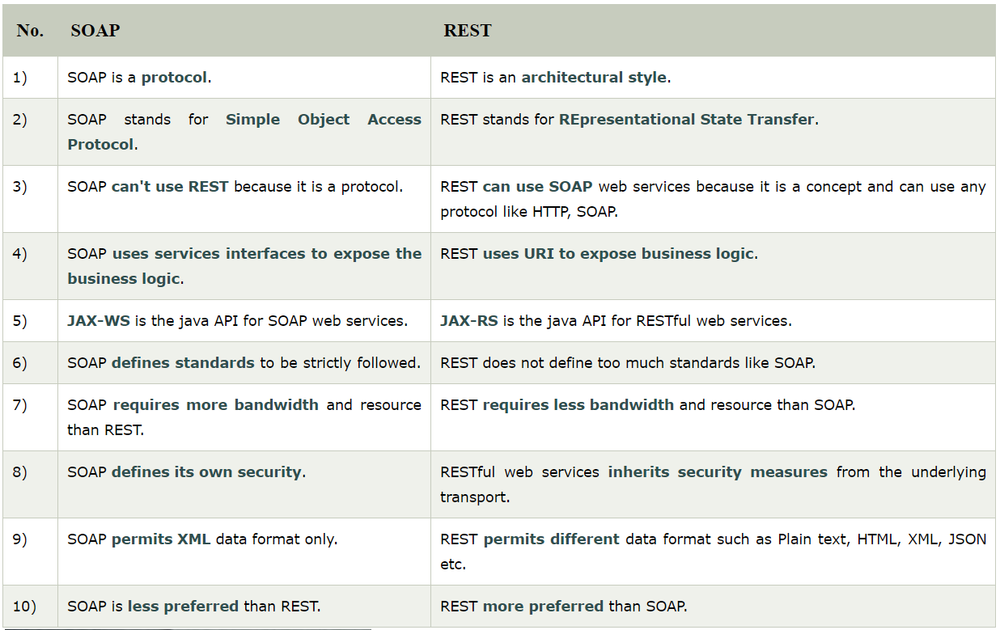 No. SOAP REST
1) SOAP is a protocol. REST is an architectural style.
2) SOAP stands for Simple Object Access REST stands for REpresentational State Transfer.
Protocol.
3) SOAP can't use REST because it is a protocol. REST can use SOAP web services because it is a concept and can use any
protocol like HTTP, SOAP.
4) SOAP uses services interfaces to expose the REST uses URI to expose business logic.
business logic.
5) JAX-WS is the java API for SOAP web services. JAX-RS is the java API for RESTful web services.
6) SOAP defines standards to be strictly followed. REST does not define too much standards like SOAP.
7) SOAP requires more bandwidth and resource REST requires less bandwidth and resource than SOAP.
than REST.
8) SOAP defines its own security. RESTful web services inherits security measures from the underlying
transport.
9) SOAP permits XML data format only. REST permits different data format such as Plain text, HTML, XML, JSON
etc.
10) SOAP is less preferred than REST. REST more preferred than SOAP.